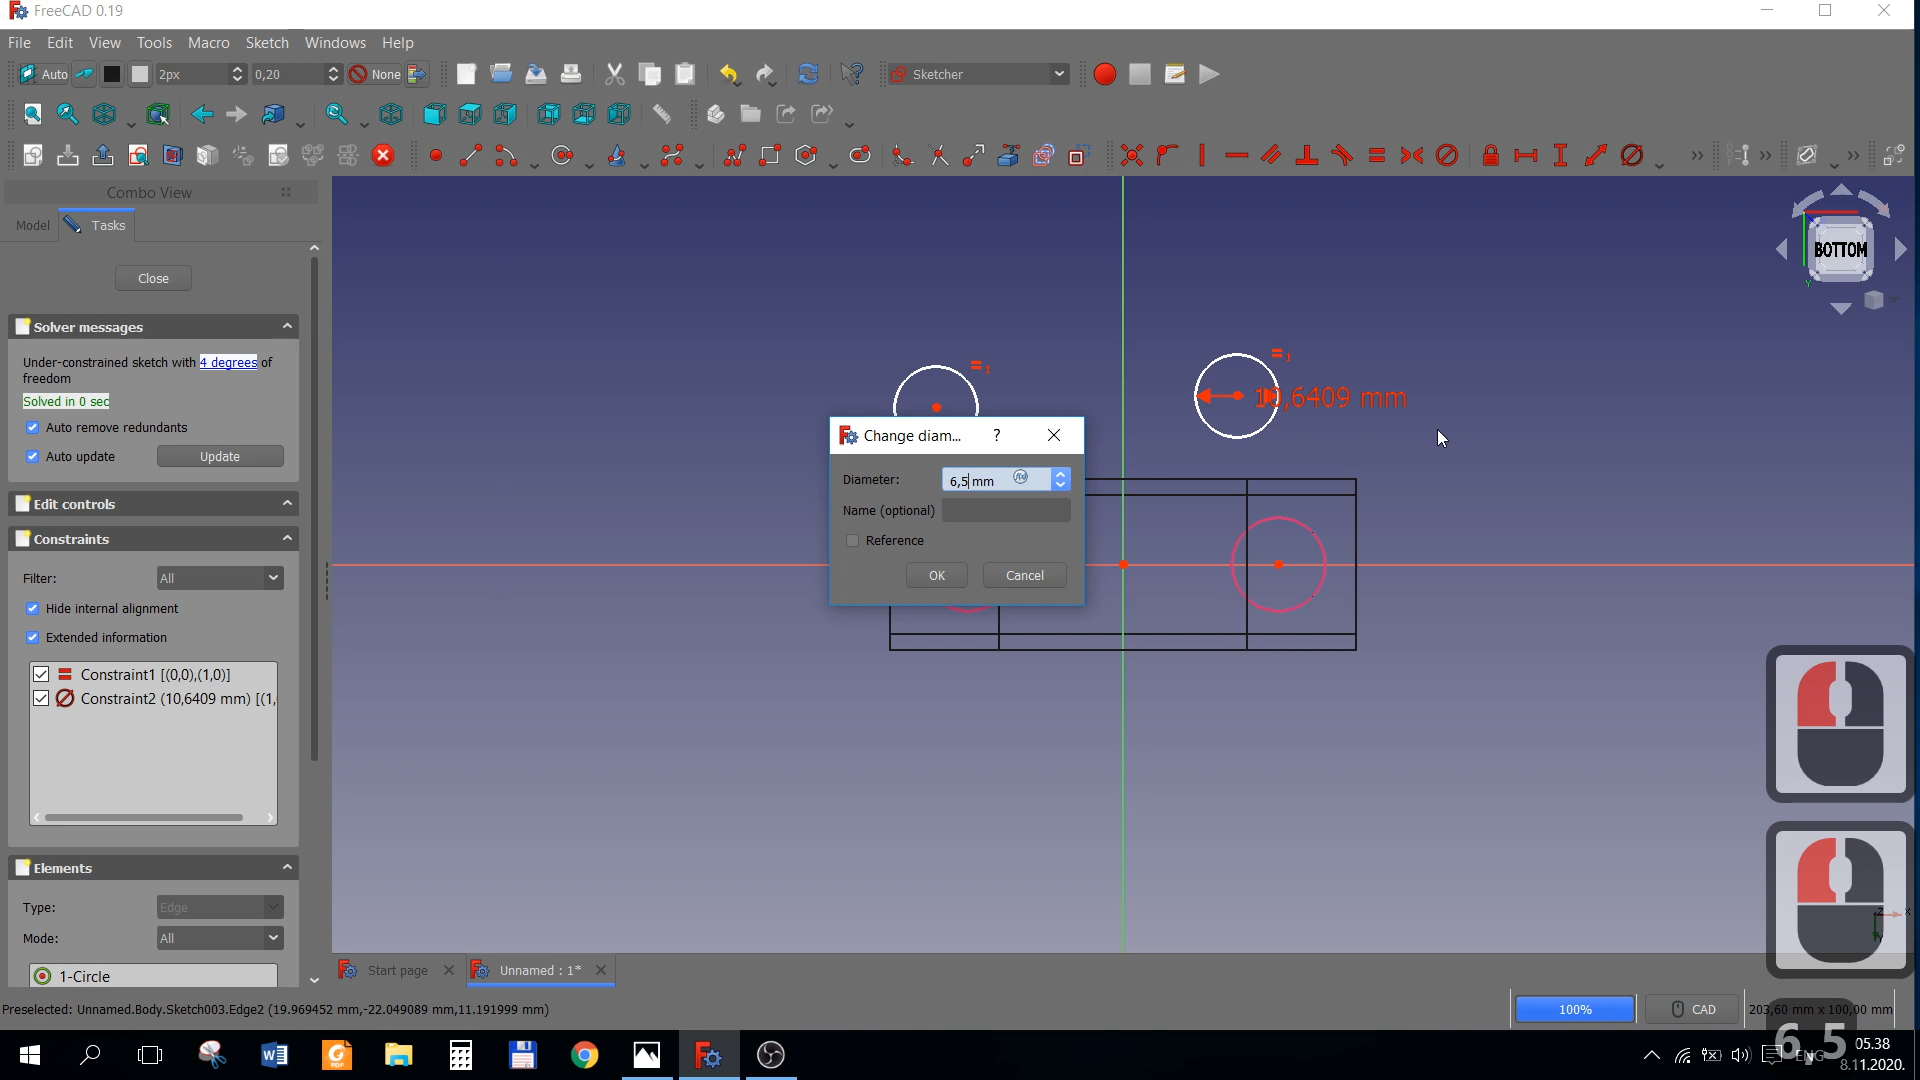 FreeCAD 0.19
File Edit View Tools Macro Sketch Windows Help
Auto 2px 0,20 None Sketcher
Combo View
Model Tasks
Close
Solver messages
Under-constrained sketch with 4 degrees of
freedom
Solved in 0 sec
Auto remove redundants
Auto update Update
Edit controls
Constraints
Filter: All
Hide internal alignment
Extended information
Constraint1 [(0,0),(1,0)]
Constraint2 (10,6409 mm) [(1,
Elements
Type: Edge
Mode: All
1-Circle
BOTTOM
Y
= 1
= 1
10,6409 mm
Change diam... ?
Diameter: 6,5 mm
Name (optional)
Reference
OK Cancel
Z X
Y
Start page Unnamed : 1*
Preselected: Unnamed.Body.Sketch003.Edge2 (19.969452 mm,-22.049089 mm,11.191999 mm)
100% CAD 203,60 mm x 100,00 mm
6 . 5
ENG
05.38
8.11.2020.